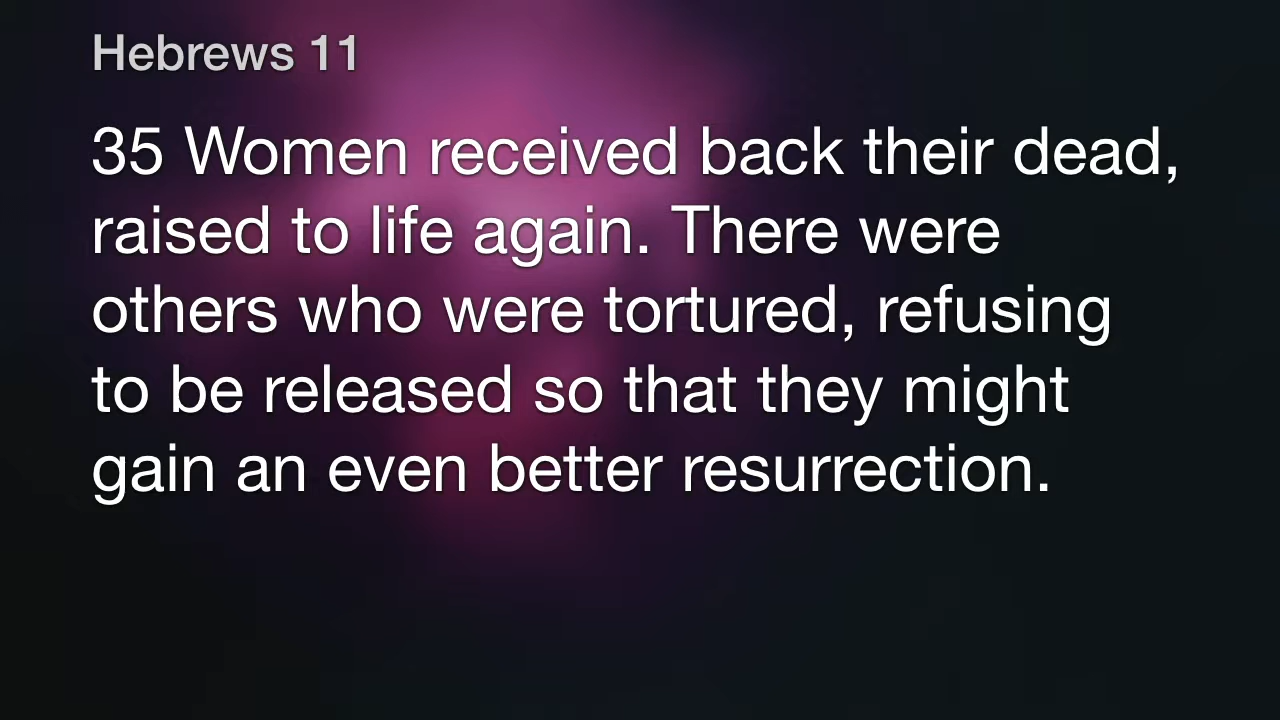 Hebrews 11
35 Women received back their dead,
raised to life again. There were
others who were tortured, refusing
to be released so that they might
gain an even better resurrection.